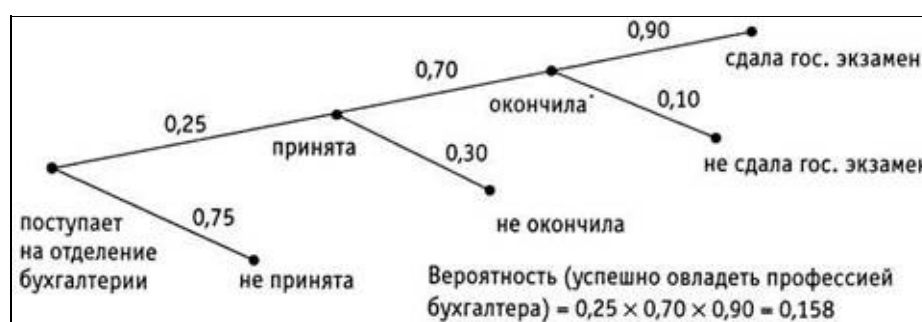 0,90
сдала гос. экзамен
0,70
окончила
0,10
0,25
принята
не сдала гос. экзамен
0,30
поступает
на отделение
бухгалтерии
0,75
не окончила
не принята
Вероятность (успешно овладеть профессией
бухгалтера) = 0,25 × 0,70 × 0,90 = 0,158